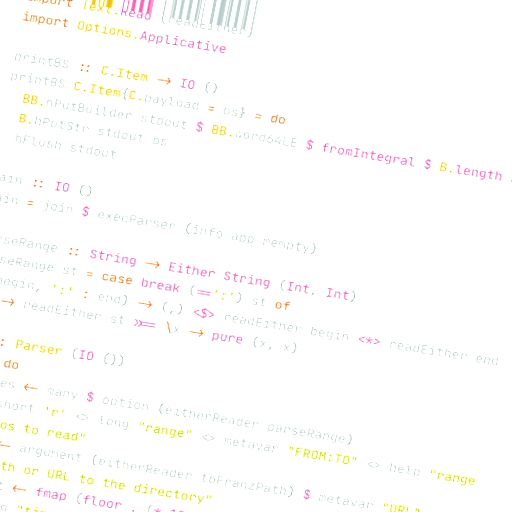 import Text.Read (readEither)
import Options.Applicative
printBS :: C.Item → IO ()
printBS C.Item{C.payload = bs} = do
BB.hPutBuilder stdout $ BB.word64LE $ fromIntegral $ B.length
B.hPutStr stdout bs
hFlush stdout
ain :: IO ()
ain = join $ execParser (info app mempty)
rseRange :: String → Either String (Int, Int)
seRange st = case break (==':') st of
begin, ':' : end) → (,) <$> readEither begin <*> readEither end
→ readEither st >>= \x → pure (x, x)
: Parser (IO ())
do
es ← many $ option (eitherReader parseRange)
short 'r' <> long "range" <> metavar "FROM:TO" <> help "range
os to read"
← argument (eitherReader toFranzPath) $ metavar "URL"
th or URL to the directory"
t ← fmap (floor . (*